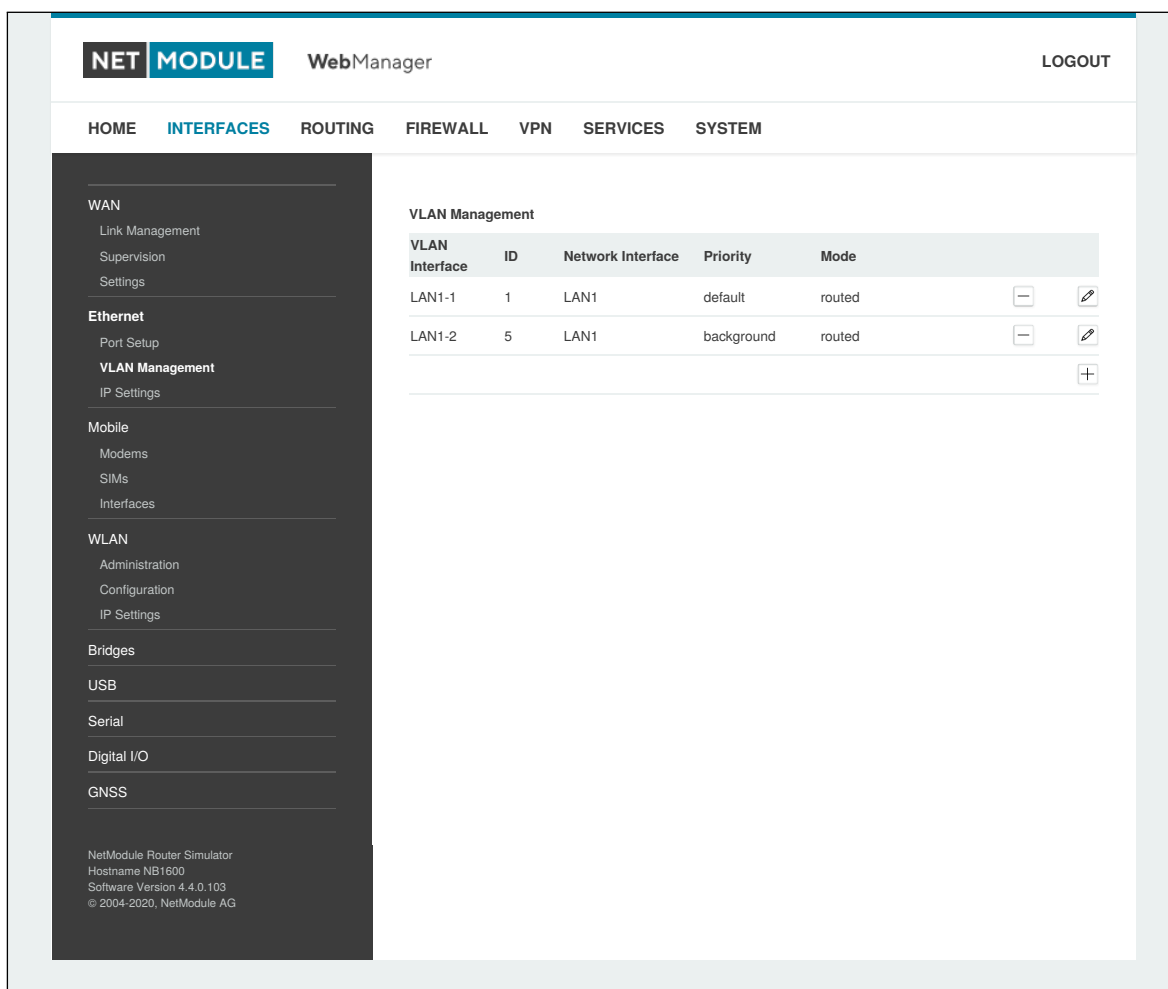 NET MODULE WebManager LOGOUT
HOME INTERFACES ROUTING FIREWALL VPN SERVICES SYSTEM
WAN
Link Management
Supervision
Settings
Ethernet
Port Setup
VLAN Management
IP Settings
Mobile
Modems
SIMs
Interfaces
WLAN
Administration
Configuration
IP Settings
Bridges
USB
Serial
Digital I/O
GNSS
NetModule Router Simulator
Hostname NB1600
Software Version 4.4.0.103
© 2004-2020, NetModule AG
VLAN Management
VLAN Interface ID Network Interface Priority Mode
LAN1-1 1 LAN1 default routed
LAN1-2 5 LAN1 background routed